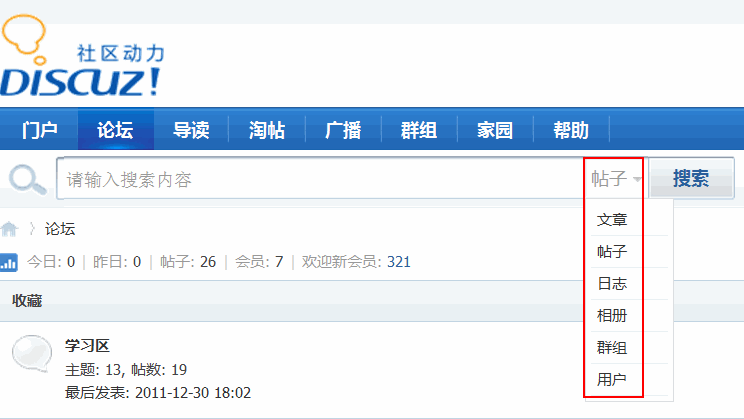 社区动力
DISCUZ!
门户 论坛 导读 淘帖 广播 群组 家园 帮助
请输入搜索内容 帖子 搜索
文章
帖子
日志
相册
群组
用户
论坛
今日: 0 | 昨日: 0 | 帖子: 26 | 会员: 7 | 欢迎新会员: 321
收藏
学习区
主题: 13, 帖数: 19
最后发表: 2011-12-30 18:02